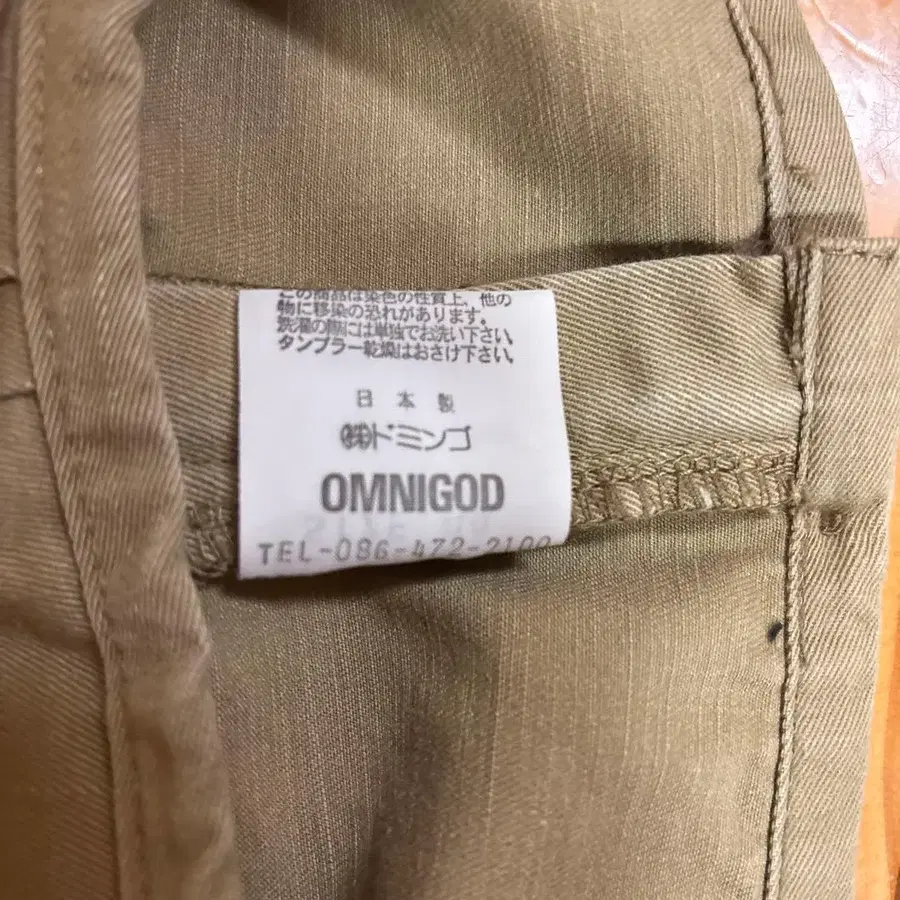 この商品は染色の性質上、他の
物に移染の恐れがあります。
洗濯の際には単独でお洗い下さい。
タンブラー乾燥はおさけ下さい。
日本製
㈱ドミンゴ
OMNIGOD
TEL-086-472-2100